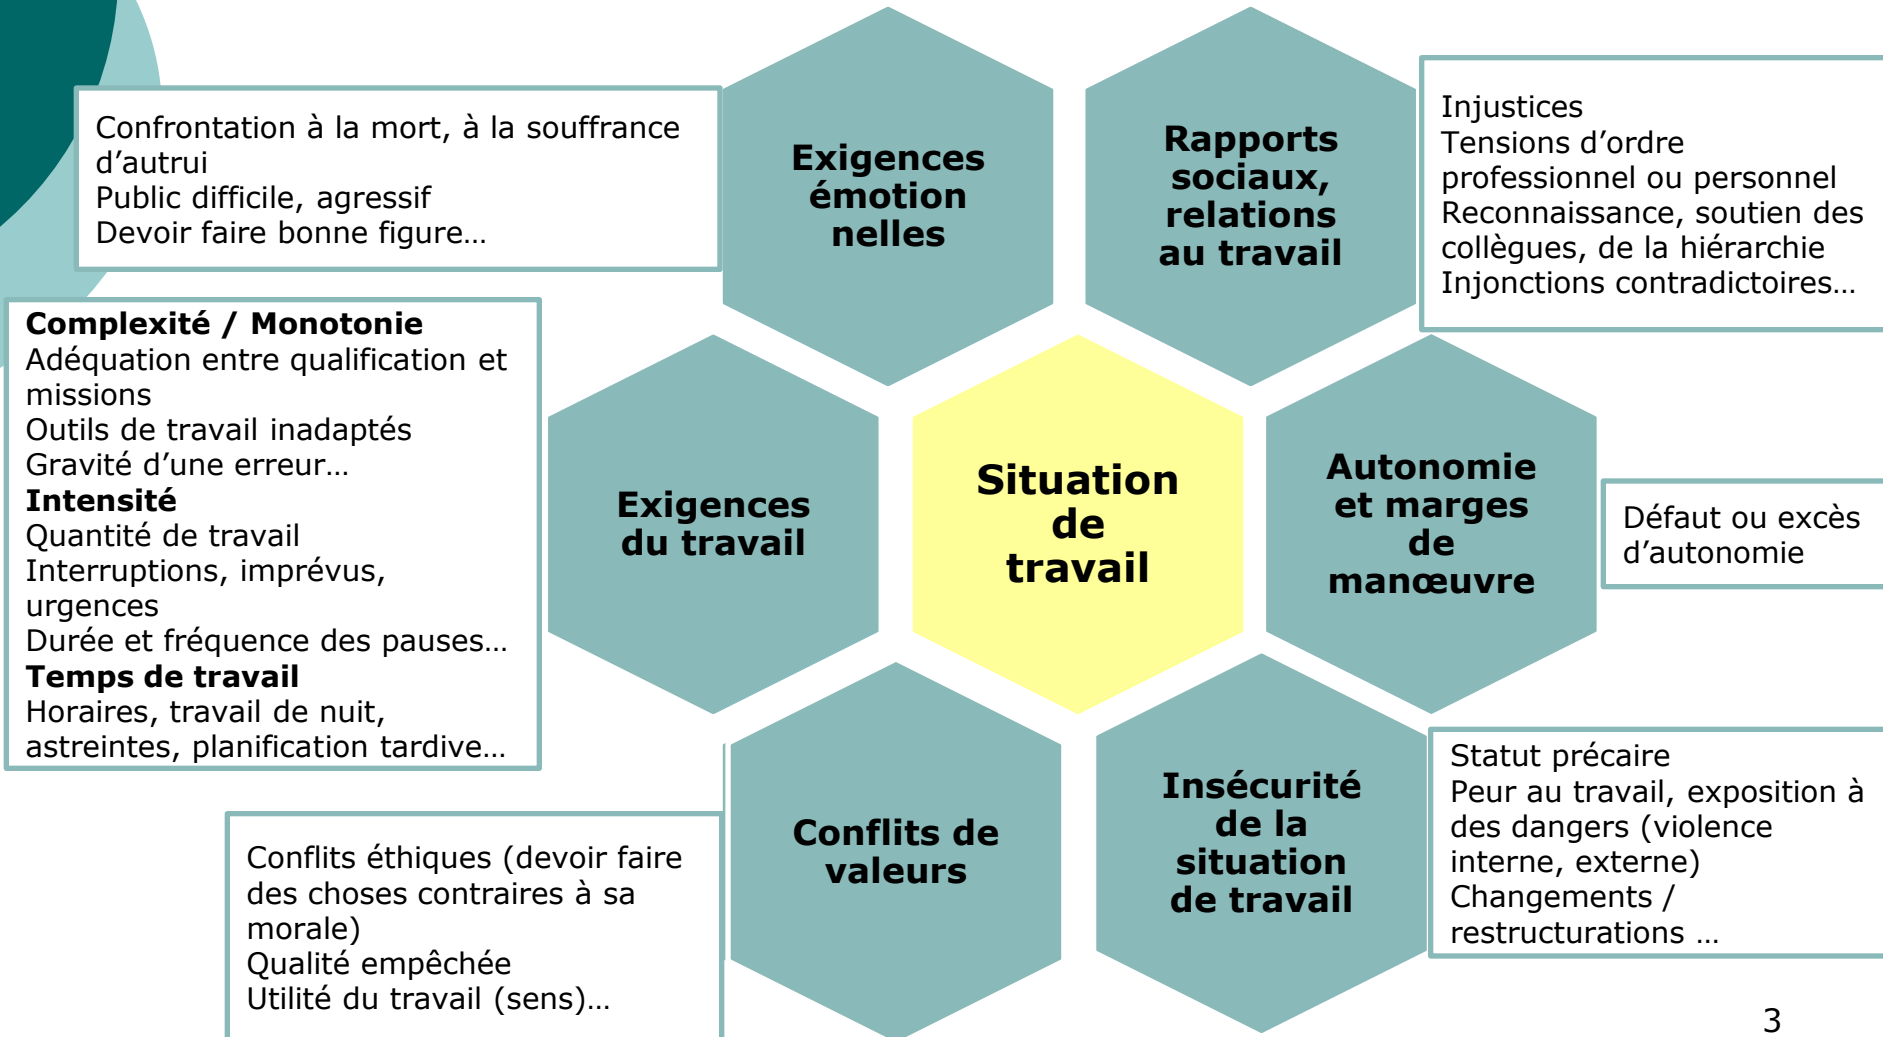 Confrontation à la mort, à la souffrance
d’autrui
Public difficile, agressif
Devoir faire bonne figure…
Exigences
émotion
nelles
Rapports
sociaux,
relations
au travail
Injustices
Tensions d’ordre
professionnel ou personnel
Reconnaissance, soutien des
collègues, de la hiérarchie
Injonctions contradictoires…
Complexité / Monotonie
Adéquation entre qualification et
missions
Outils de travail inadaptés
Gravité d’une erreur…
Intensité
Quantité de travail
Interruptions, imprévus,
urgences
Durée et fréquence des pauses…
Temps de travail
Horaires, travail de nuit,
astreintes, planification tardive…
Exigences
du travail
Situation
de
travail
Autonomie
et marges
de
manœuvre
Défaut ou excès
d’autonomie
Conflits éthiques (devoir faire
des choses contraires à sa
morale)
Qualité empêchée
Utilité du travail (sens)…
Conflits de
valeurs
Insécurité
de la
situation
de travail
Statut précaire
Peur au travail, exposition à
des dangers (violence
interne, externe)
Changements /
restructurations …
3